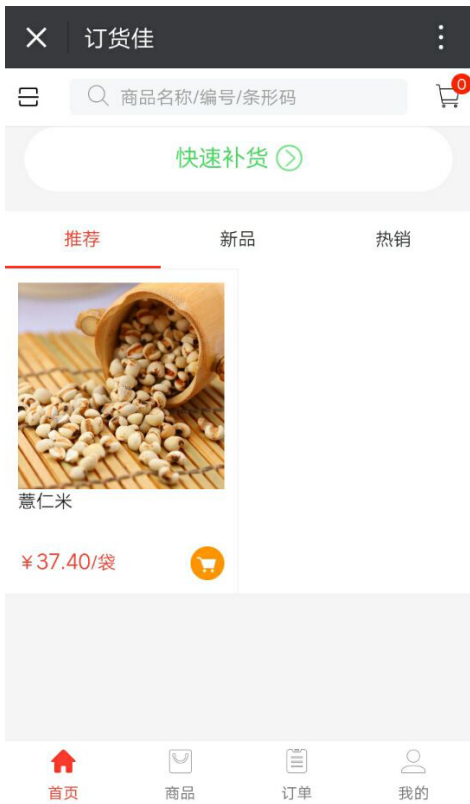 订货佳
商品名称/编号/条形码
0
快速补货
推荐 新品 热销
薏仁米
¥37.40/袋
首页 商品 订单 我的